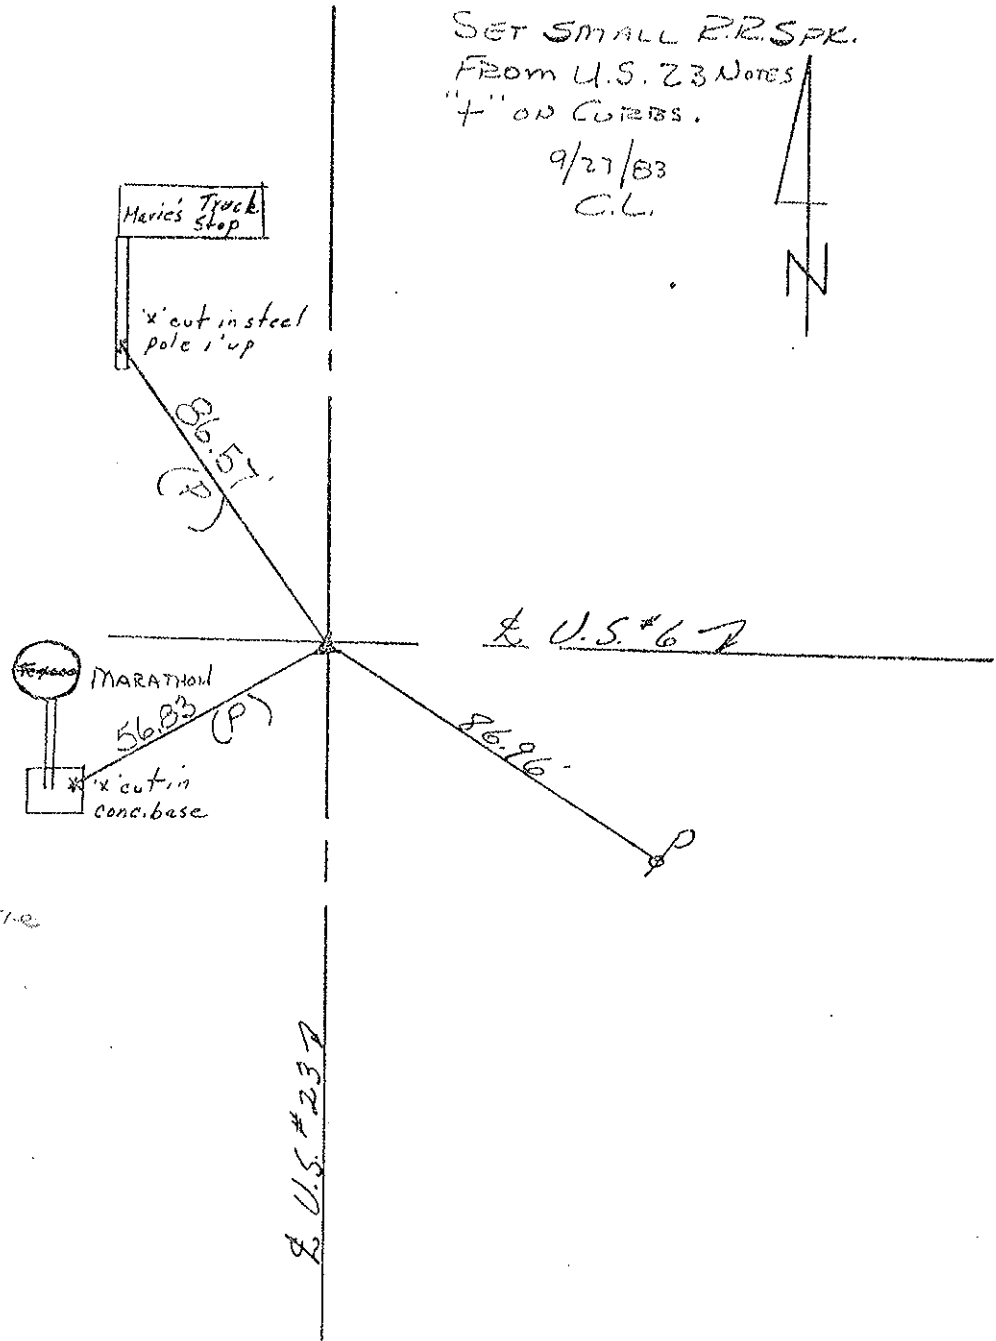 SET SMALL R.R. SPK.
FROM U.S. 23 NOTES
"+" ON CURBS.
9/27/83
C.L.
N
Marie's Truck
Stop
'x' cut in steel
pole 1' up
86.57'
(P)
℄ U.S. #6
Texaco
MARATHON
56.83
(P)
86.96'
'x' cut in
conc. base
℄ U.S. #23